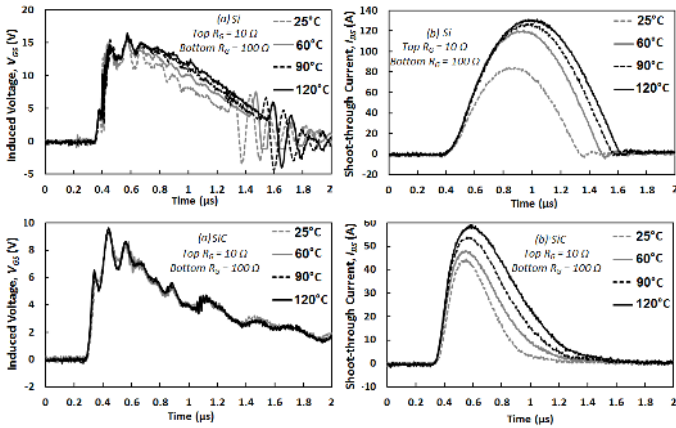 (a) Si
Top RG = 10 Ω
Bottom RG = 100 Ω
25°C
60°C
90°C
120°C
Induced Voltage, VGS (V)
20
15
10
5
0
-5
0 0.2 0.4 0.6 0.8 1 1.2 1.4 1.6 1.8 2
Time (µs)
(b) Si
Top RG = 10 Ω
Bottom RG = 100 Ω
25°C
60°C
90°C
120°C
Shoot-through Current, IDS (A)
140
120
100
80
60
40
20
0
-20
0 0.2 0.4 0.6 0.8 1 1.2 1.4 1.6 1.8 2
Time (µs)
(a) SiC
Top RG = 10 Ω
Bottom RG = 100 Ω
25°C
60°C
90°C
120°C
Induced Voltage, VGS (V)
10
8
6
4
2
0
-2
0 0.2 0.4 0.6 0.8 1 1.2 1.4 1.6 1.8 2
Time (µs)
(b) SiC
Top RG = 10 Ω
Bottom RG = 100 Ω
25°C
60°C
90°C
120°C
Shoot-through Current, IDS (A)
60
50
40
30
20
10
0
10
0 0.2 0.4 0.6 0.8 1 1.2 1.4 1.6 1.8 2
Time (µs)